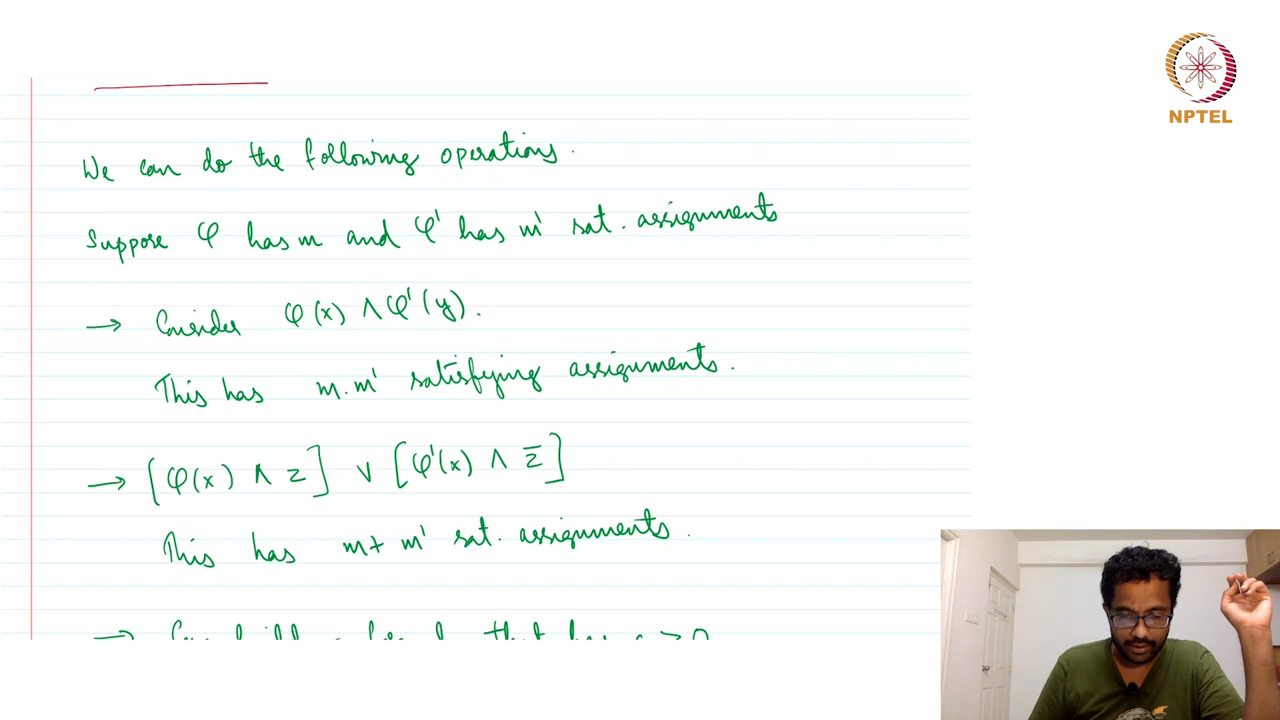 NPTEL
We can do the following operations.
Suppose φ has m and φ' has m' sat. assignments
→ Consider φ(x) ∧ φ'(y).
This has m.m' satisfying assignments.
→ [φ(x) ∧ z] ∨ [φ'(x) ∧ z̅]
This has m+ m' sat. assignments.